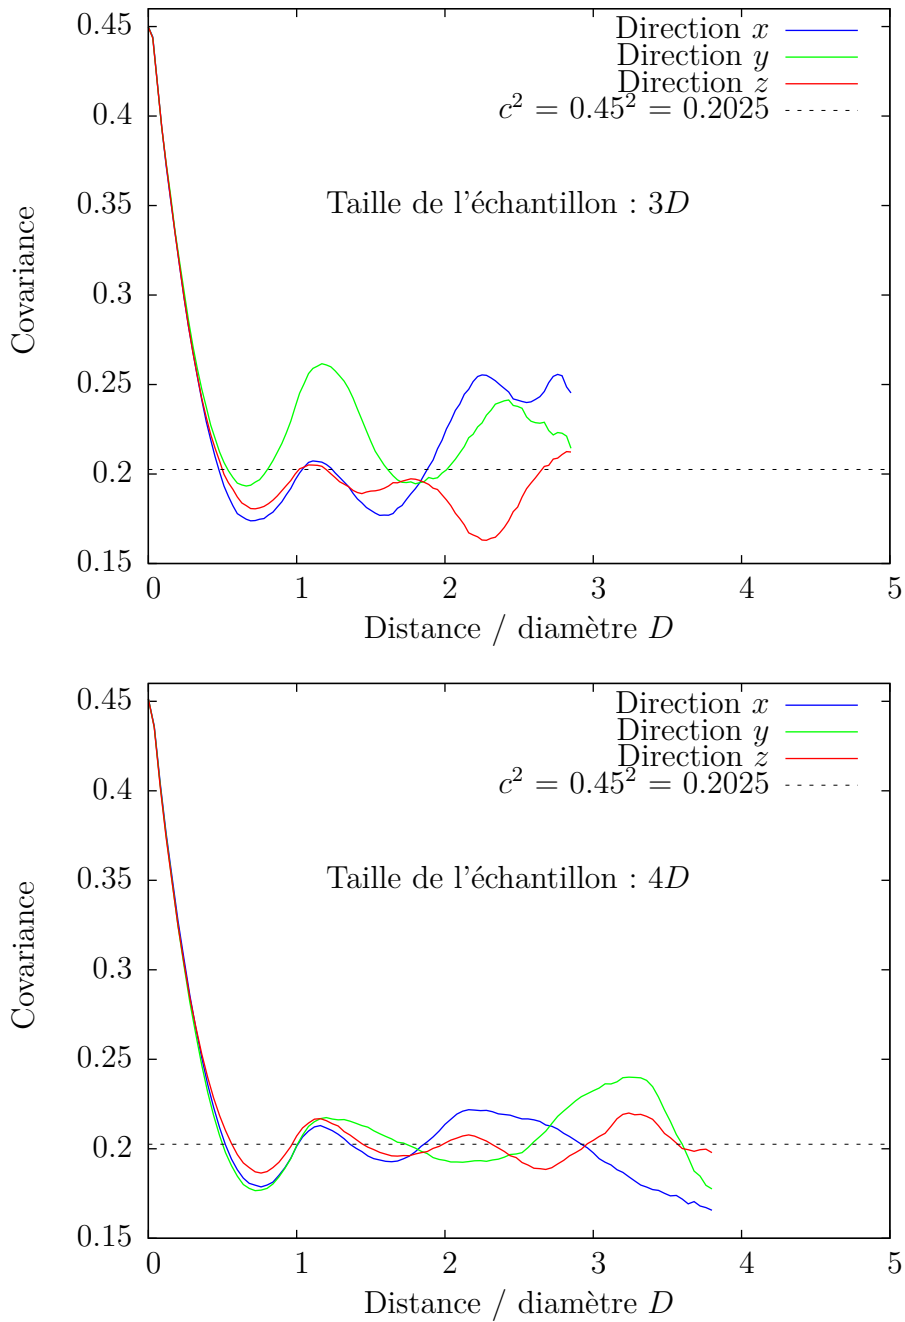 0.45
0.4
0.35
0.3
0.25
0.2
0.15
0 1 2 3 4 5
Covariance
Distance / diamètre D
Direction x
Direction y
Direction z
c² = 0.45² = 0.2025
Taille de l'échantillon : 3D
0.45
0.4
0.35
0.3
0.25
0.2
0.15
0 1 2 3 4 5
Covariance
Distance / diamètre D
Direction x
Direction y
Direction z
c² = 0.45² = 0.2025
Taille de l'échantillon : 4D